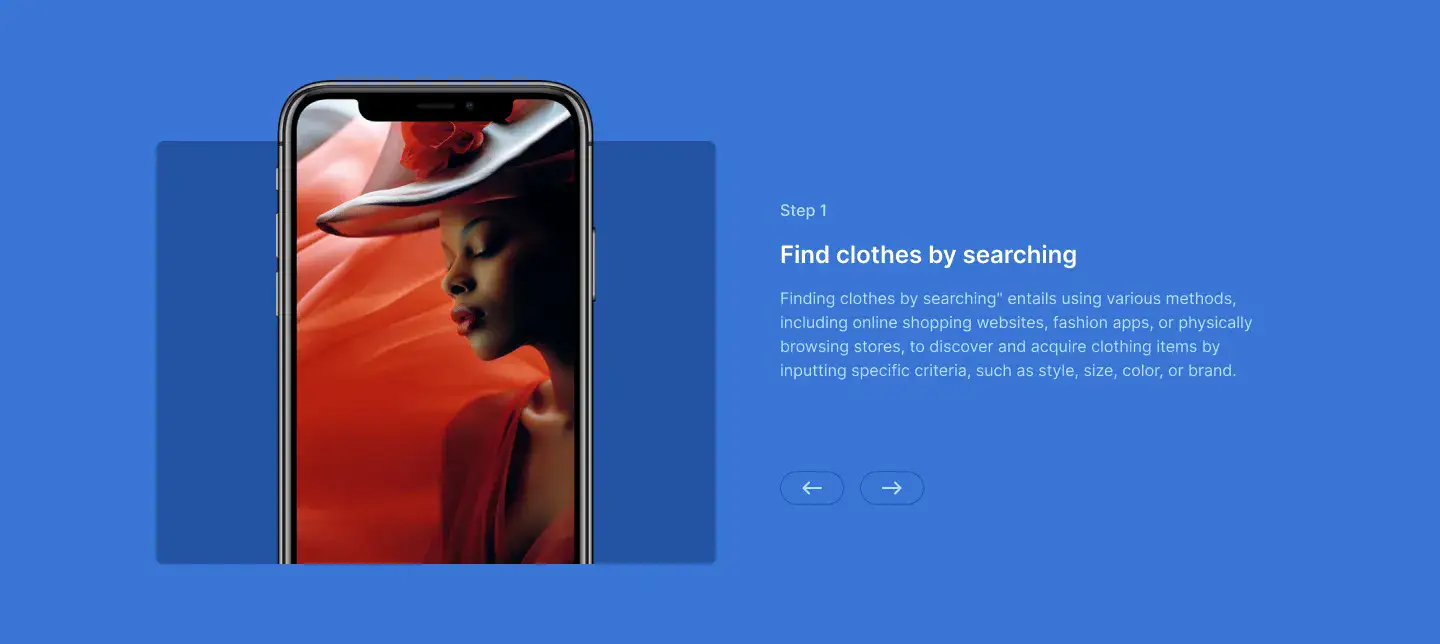 Step 1
Find clothes by searching
Finding clothes by searching" entails using various methods,
including online shopping websites, fashion apps, or physically
browsing stores, to discover and acquire clothing items by
inputting specific criteria, such as style, size, color, or brand.